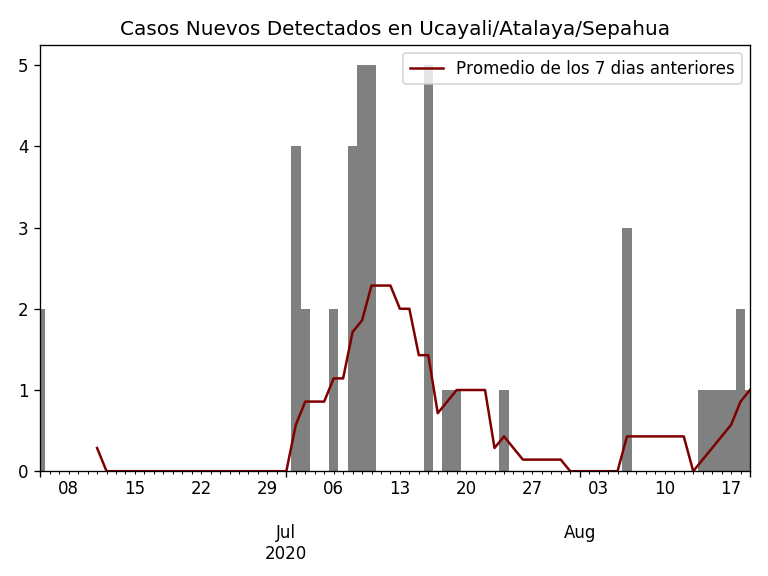 Casos Nuevos Detectados en Ucayali/Atalaya/Sepahua
Promedio de los 7 dias anteriores
5
4
3
2
1
0
08 15 22 29 06 13 20 27 03 10 17
Jul Aug
2020